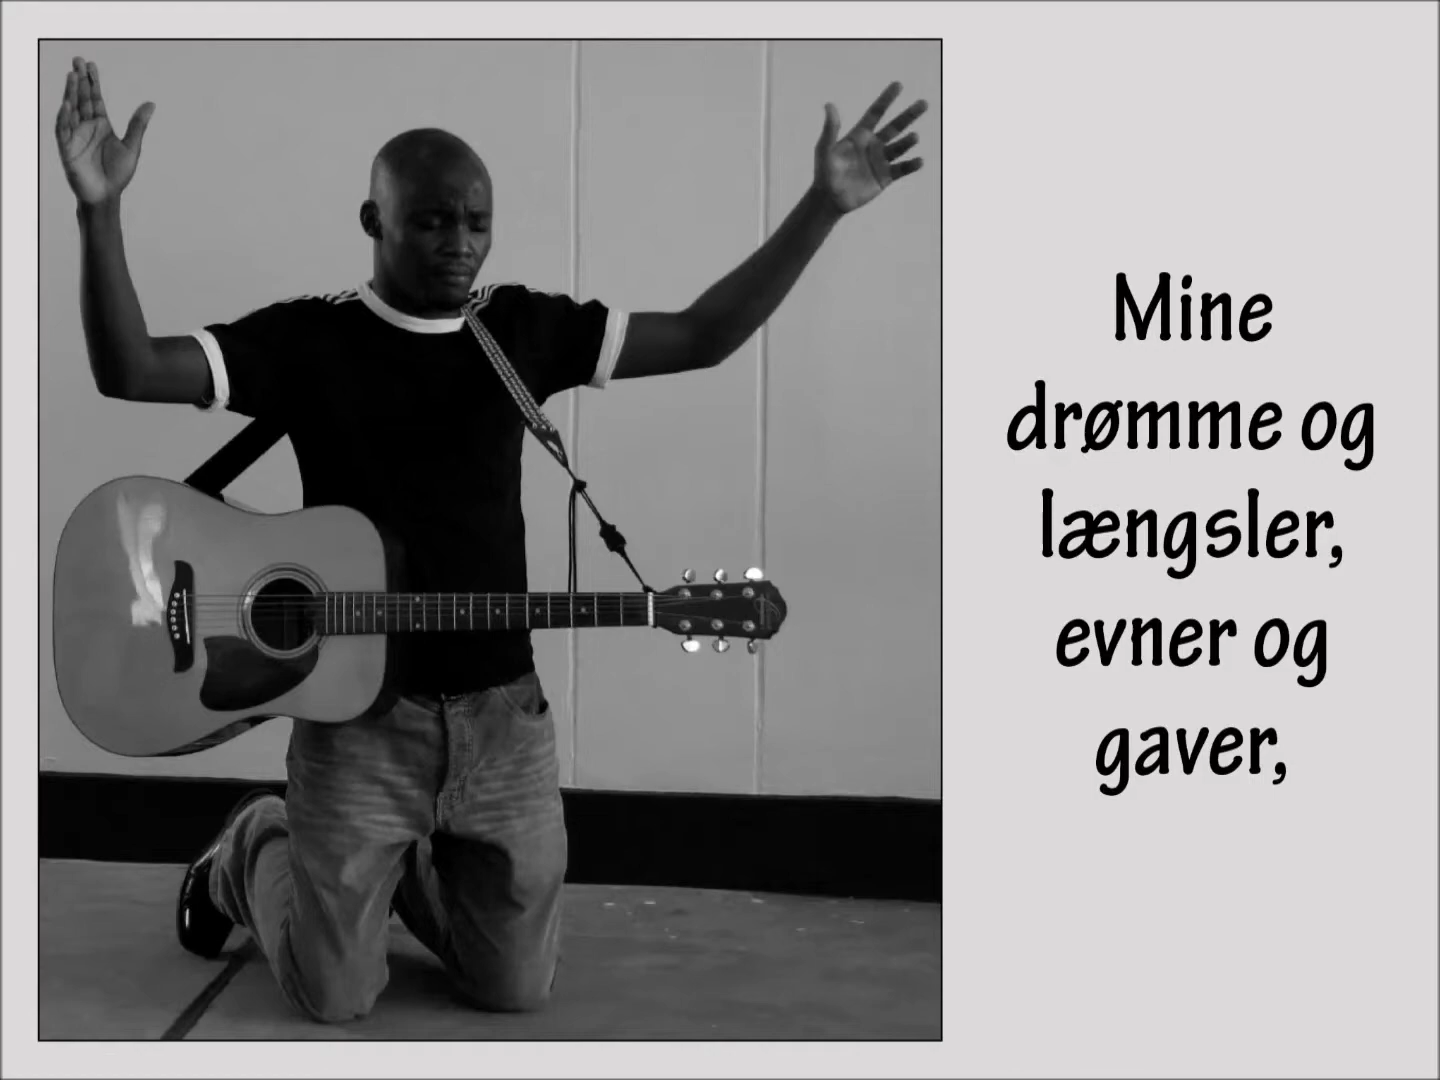 Mine
drømme og
længsler,
evner og
gaver,